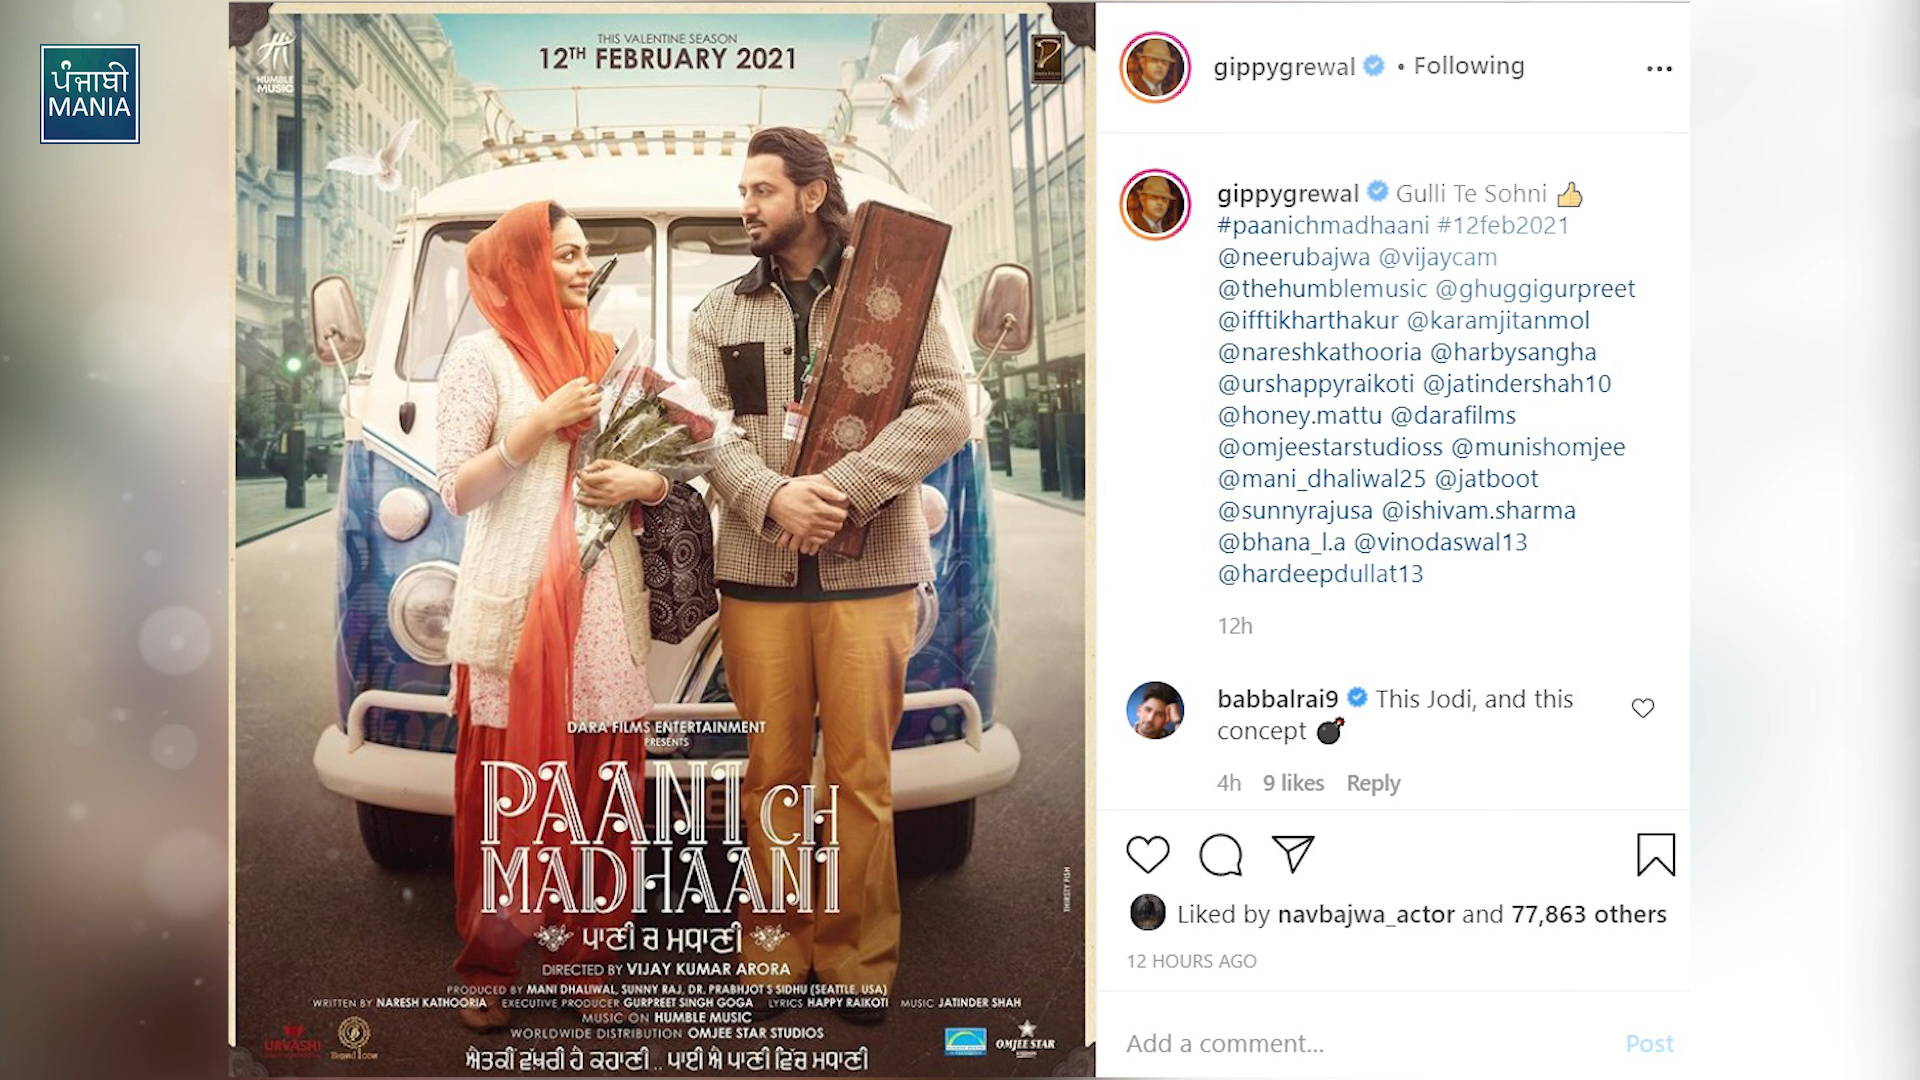 ਪੰਜਾਬੀ
MANIA
HUMBLE
MUSIC
THIS VALENTINE SEASON
12TH FEBRUARY 2021
DARA FILMS ENTERTAINMENT
PRESENTS
PAANI CH
MADHAANI
ਪਾਣੀ ਚ ਮਧਾਣੀ
DIRECTED BY VIJAY KUMAR ARORA
PRODUCED BY MANI DHALIWAL, SUNNY RAJ, DR. PRABHJOT S SIDHU (SEATTLE, USA)
WRITTEN BY NARESH KATHOORIA EXECUTIVE PRODUCER GURPREET SINGH GOGA LYRICS HAPPY RAIKOTI MUSIC JATINDER SHAH
MUSIC ON HUMBLE MUSIC
WORLDWIDE DISTRIBUTION OMJEE STAR STUDIOS
ਐਤਕੀਂ ਵੱਖਰੀ ਹੈ ਕਹਾਣੀ .. ਪਾਈ ਐ ਪਾਣੀ ਵਿੱਚ ਮਧਾਣੀ
THIRSTY FISH
URVASHI
OMJEE STAR
gippygrewal • Following
gippygrewal Gulli Te Sohni 👍
#paanichmadhaani #12feb2021
@neerubajwa @vijaycam
@thehumblemusic @ghuggigurpreet
@ifftikharthakur @karamjitanmol
@nareshkathooria @harbysangha
@urshappyraikoti @jatindershah10
@honey.mattu @darafilms
@omjeestarstudioss @munishomjee
@mani_dhaliwal25 @jatboot
@sunnyrajusa @ishivam.sharma
@bhana_l.a @vinodaswal13
@hardeepdullat13
12h
babbalrai9 This Jodi, and this
concept 💣
4h 9 likes Reply
Liked by navbajwa_actor and 77,863 others
12 HOURS AGO
Add a comment... Post